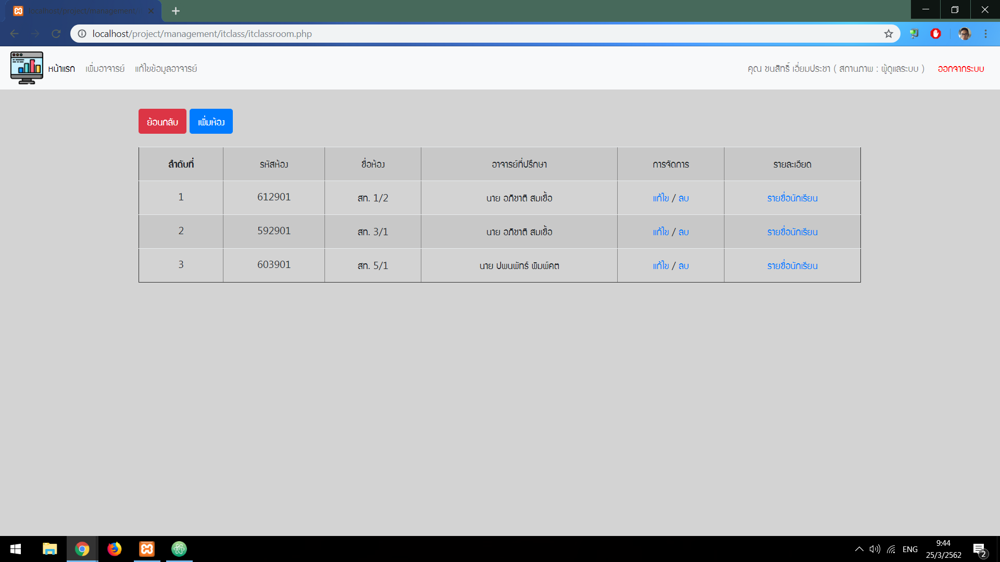 localhost/project/management
localhost/project/management/itclass/itclassroom.php
หน้าแรก เพิ่มอาจารย์ แก้ไขข้อมูลอาจารย์ คุณ ชนสิทธิ์ เอี่ยมประชา ( สถานภาพ : ผู้ดูแลระบบ ) ออกจากระบบ
ย้อนกลับ เพิ่มห้อง
ลำดับที่ รหัสห้อง ชื่อห้อง อาจารย์ที่ปรึกษา การจัดการ รายละเอียด
1 612901 สท. 1/2 นาย อภิชาติ สมเชื้อ แก้ไข / ลบ รายชื่อนักเรียน
2 592901 สท. 3/1 นาย อภิชาติ สมเชื้อ แก้ไข / ลบ รายชื่อนักเรียน
3 603901 สท. 5/1 นาย ปพนพัทธ์ พิมพ์คต แก้ไข / ลบ รายชื่อนักเรียน
ENG
9:44
25/3/2562
2